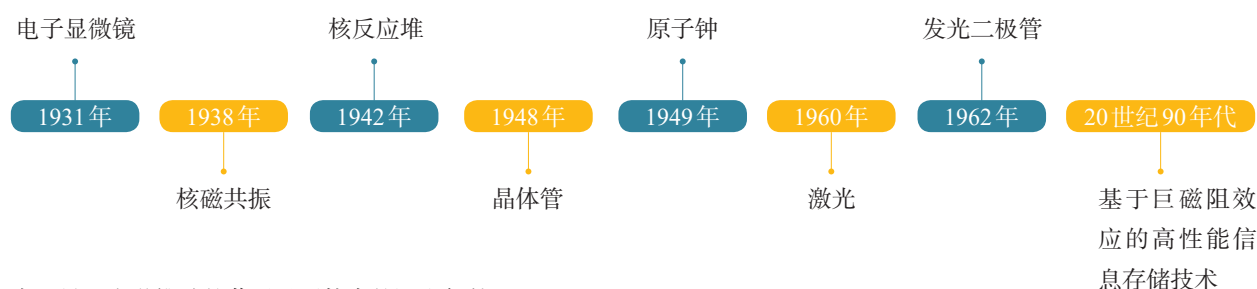 电子显微镜 核反应堆 原子钟 发光二极管
1931年 1938年 1942年 1948年 1949年 1960年 1962年 20世纪90年代
核磁共振 晶体管 激光 基于巨磁阻效
应的高性能信
息存储技术